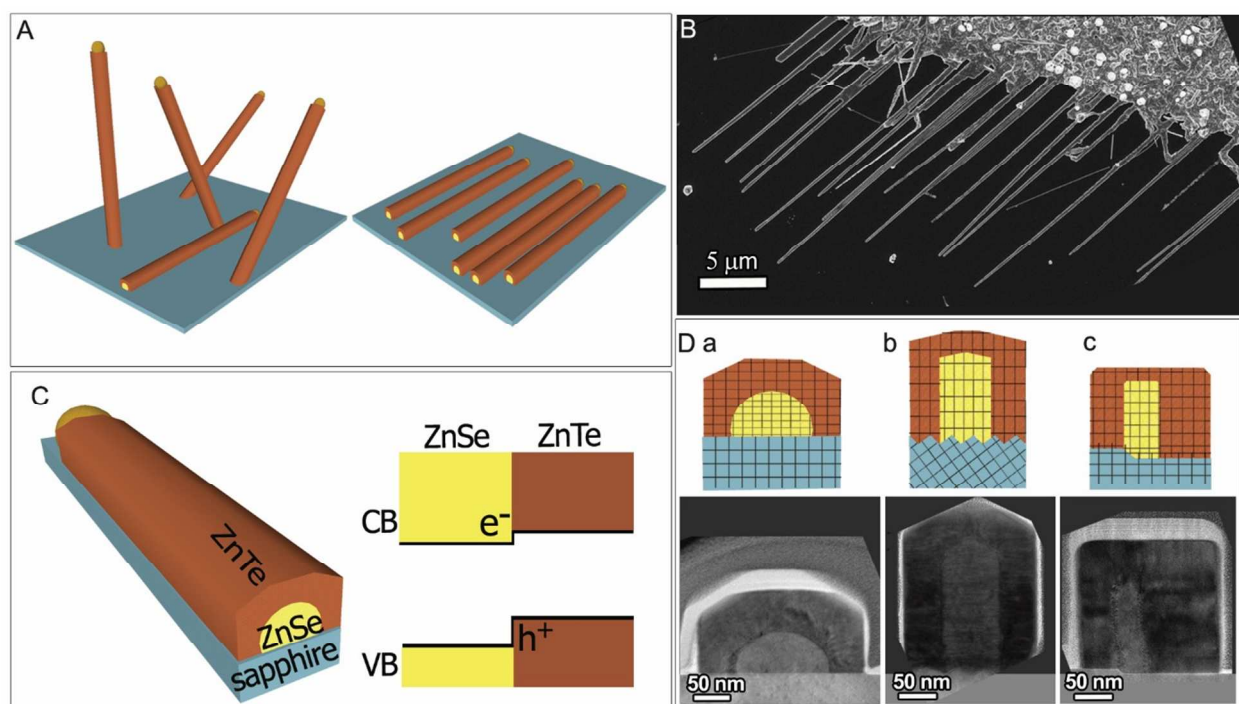 A
B
5 μm
C
ZnTe
ZnSe
sapphire
ZnSe ZnTe
CB
e⁻
h⁺
VB
D a
b
c
50 nm
50 nm
50 nm